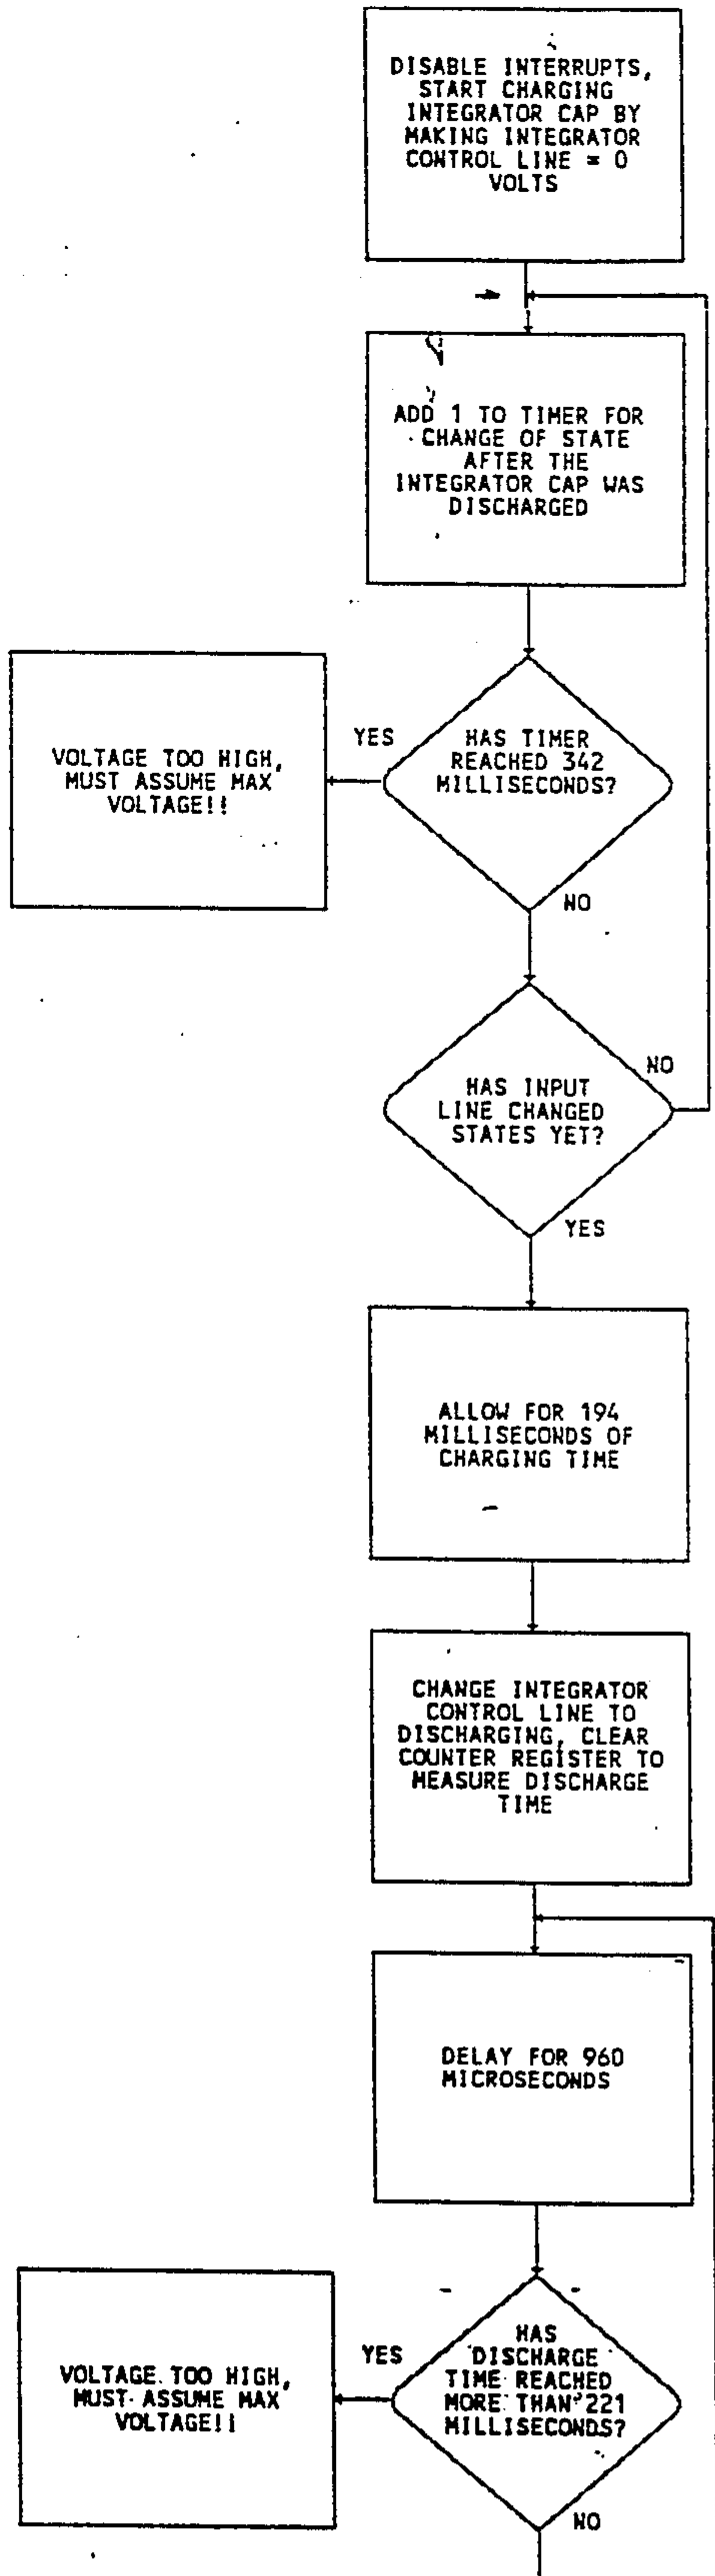 DISABLE INTERRUPTS,
START CHARGING
INTEGRATOR CAP BY
MAKING INTEGRATOR
CONTROL LINE = 0
VOLTS
ADD 1 TO TIMER FOR
CHANGE OF STATE
AFTER THE
INTEGRATOR CAP WAS
DISCHARGED
HAS TIMER
REACHED 342
MILLISECONDS?
YES
VOLTAGE TOO HIGH,
MUST ASSUME MAX
VOLTAGE!!
NO
HAS INPUT
LINE CHANGED
STATES YET?
NO
YES
ALLOW FOR 194
MILLISECONDS OF
CHARGING TIME
CHANGE INTEGRATOR
CONTROL LINE TO
DISCHARGING, CLEAR
COUNTER REGISTER TO
MEASURE DISCHARGE
TIME
DELAY FOR 960
MICROSECONDS
HAS
DISCHARGE
TIME REACHED
MORE THAN 221
MILLISECONDS?
YES
VOLTAGE TOO HIGH,
MUST ASSUME MAX
VOLTAGE!!
NO